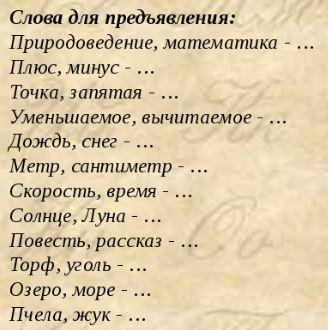 Слова для предъявления:
Природоведение, математика - …
Плюс, минус - …
Точка, запятая - …
Уменьшаемое, вычитаемое - …
Дождь, снег - …
Метр, сантиметр - …
Скорость, время - …
Солнце, Луна - …
Повесть, рассказ - …
Торф, уголь - …
Озеро, море - …
Пчела, жук - …